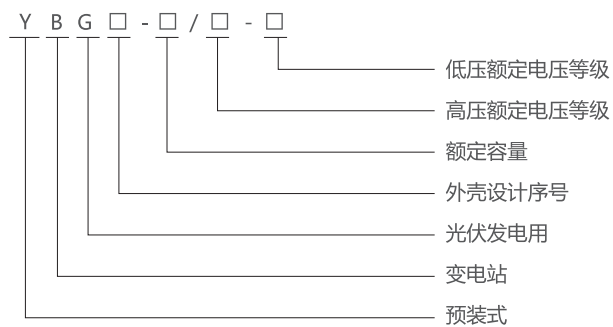 YBG□-□/□-□
低压额定电压等级
高压额定电压等级
额定容量
外壳设计序号
光伏发电用
变电站
预装式